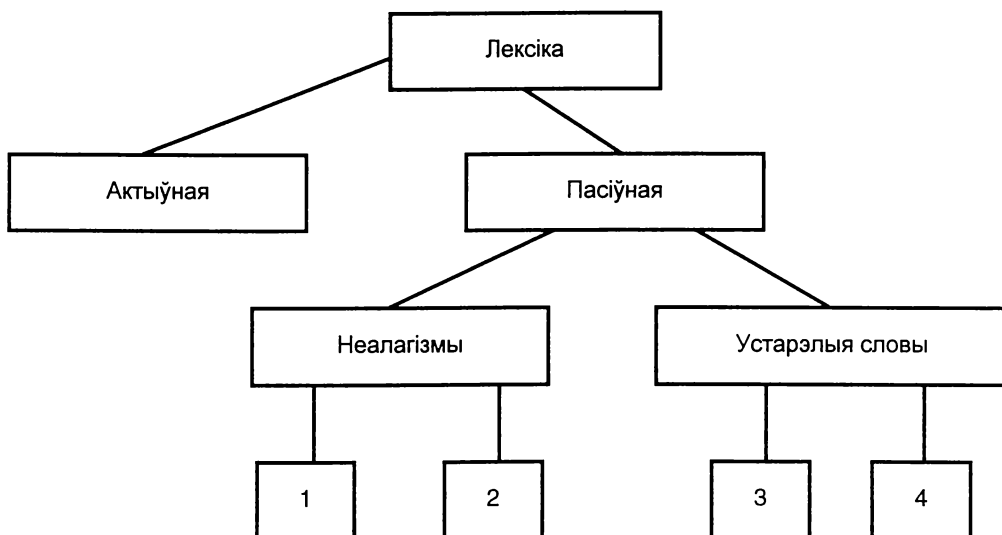 Лексіка
Актыўная
Пасіўная
Неалагізмы
Устарэлыя словы
1
2
3
4